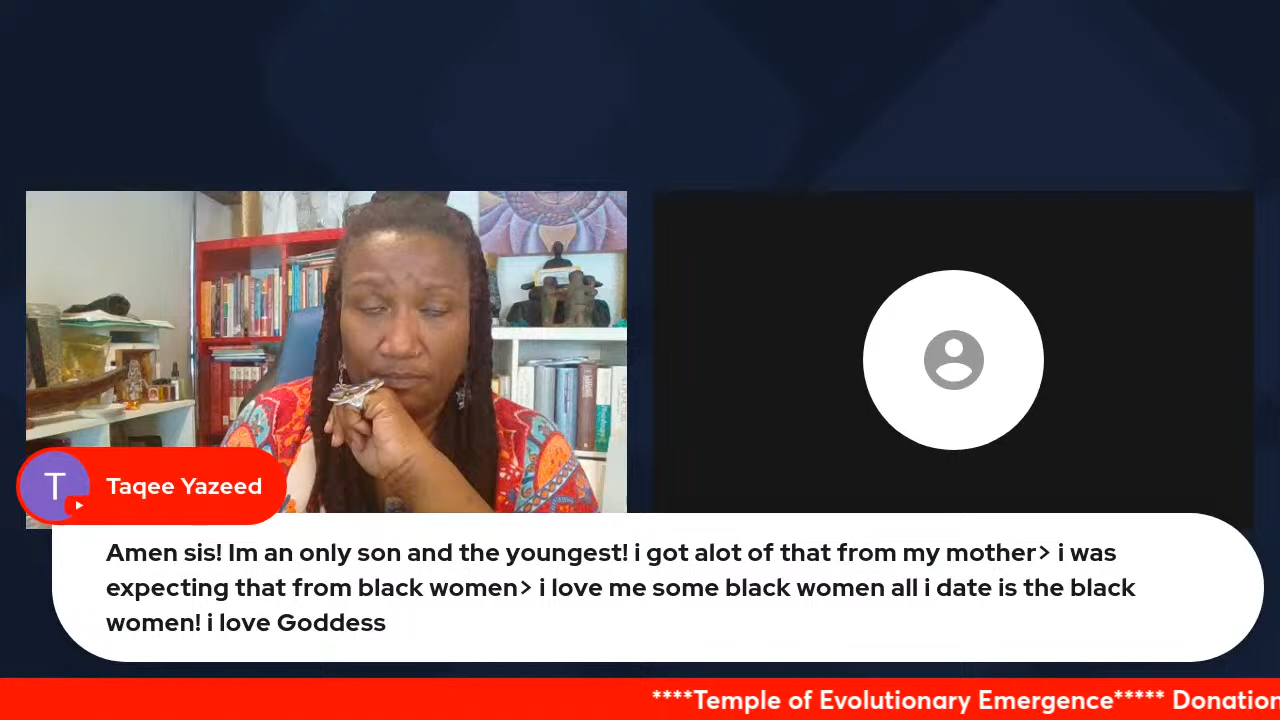 T
Taqee Yazeed
Amen sis! Im an only son and the youngest! i got alot of that from my mother> i was
expecting that from black women> i love me some black women all i date is the black
women! i love Goddess
****Temple of Evolutionary Emergence***** Donation